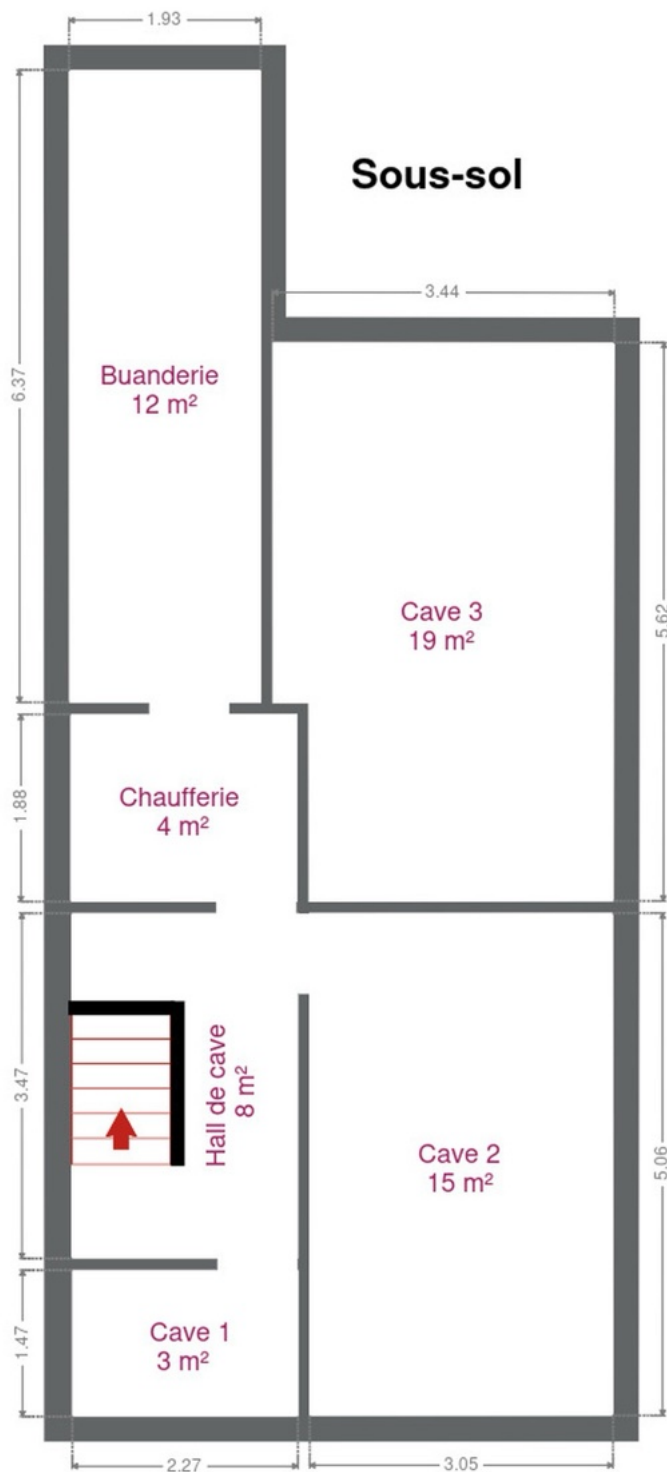 1.93
Sous-sol
3.44
6.37
Buanderie
12 m²
5.62
Cave 3
19 m²
1.88
Chaufferie
4 m²
3.47
Hall de cave
8 m²
5.06
Cave 2
15 m²
1.47
Cave 1
3 m²
2.27
3.05